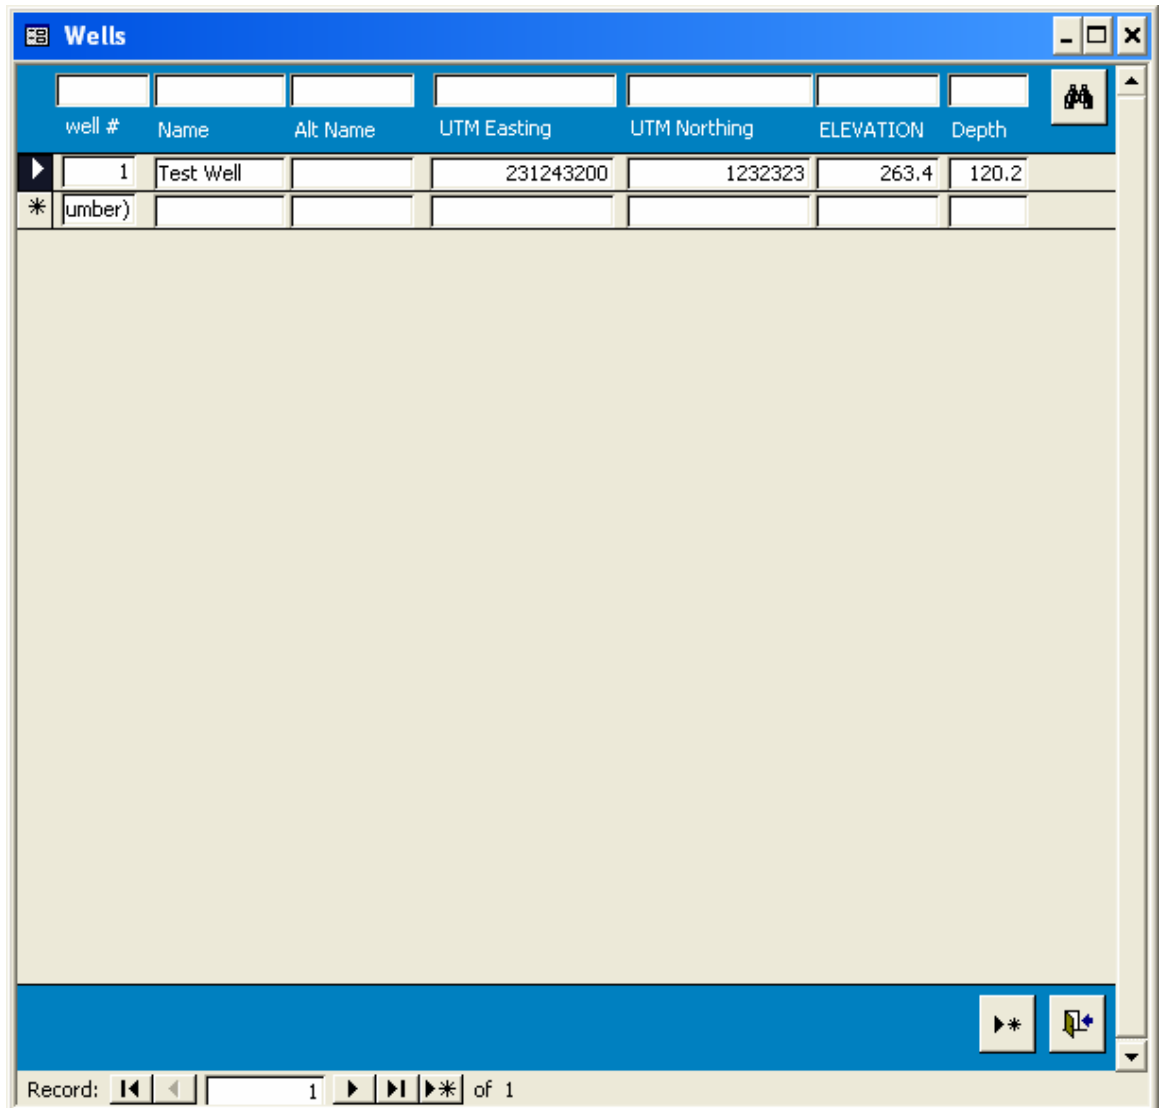 Wells
well # Name Alt Name UTM Easting UTM Northing ELEVATION Depth
1 Test Well 231243200 1232323 263.4 120.2
umber)
Record: 1 of 1